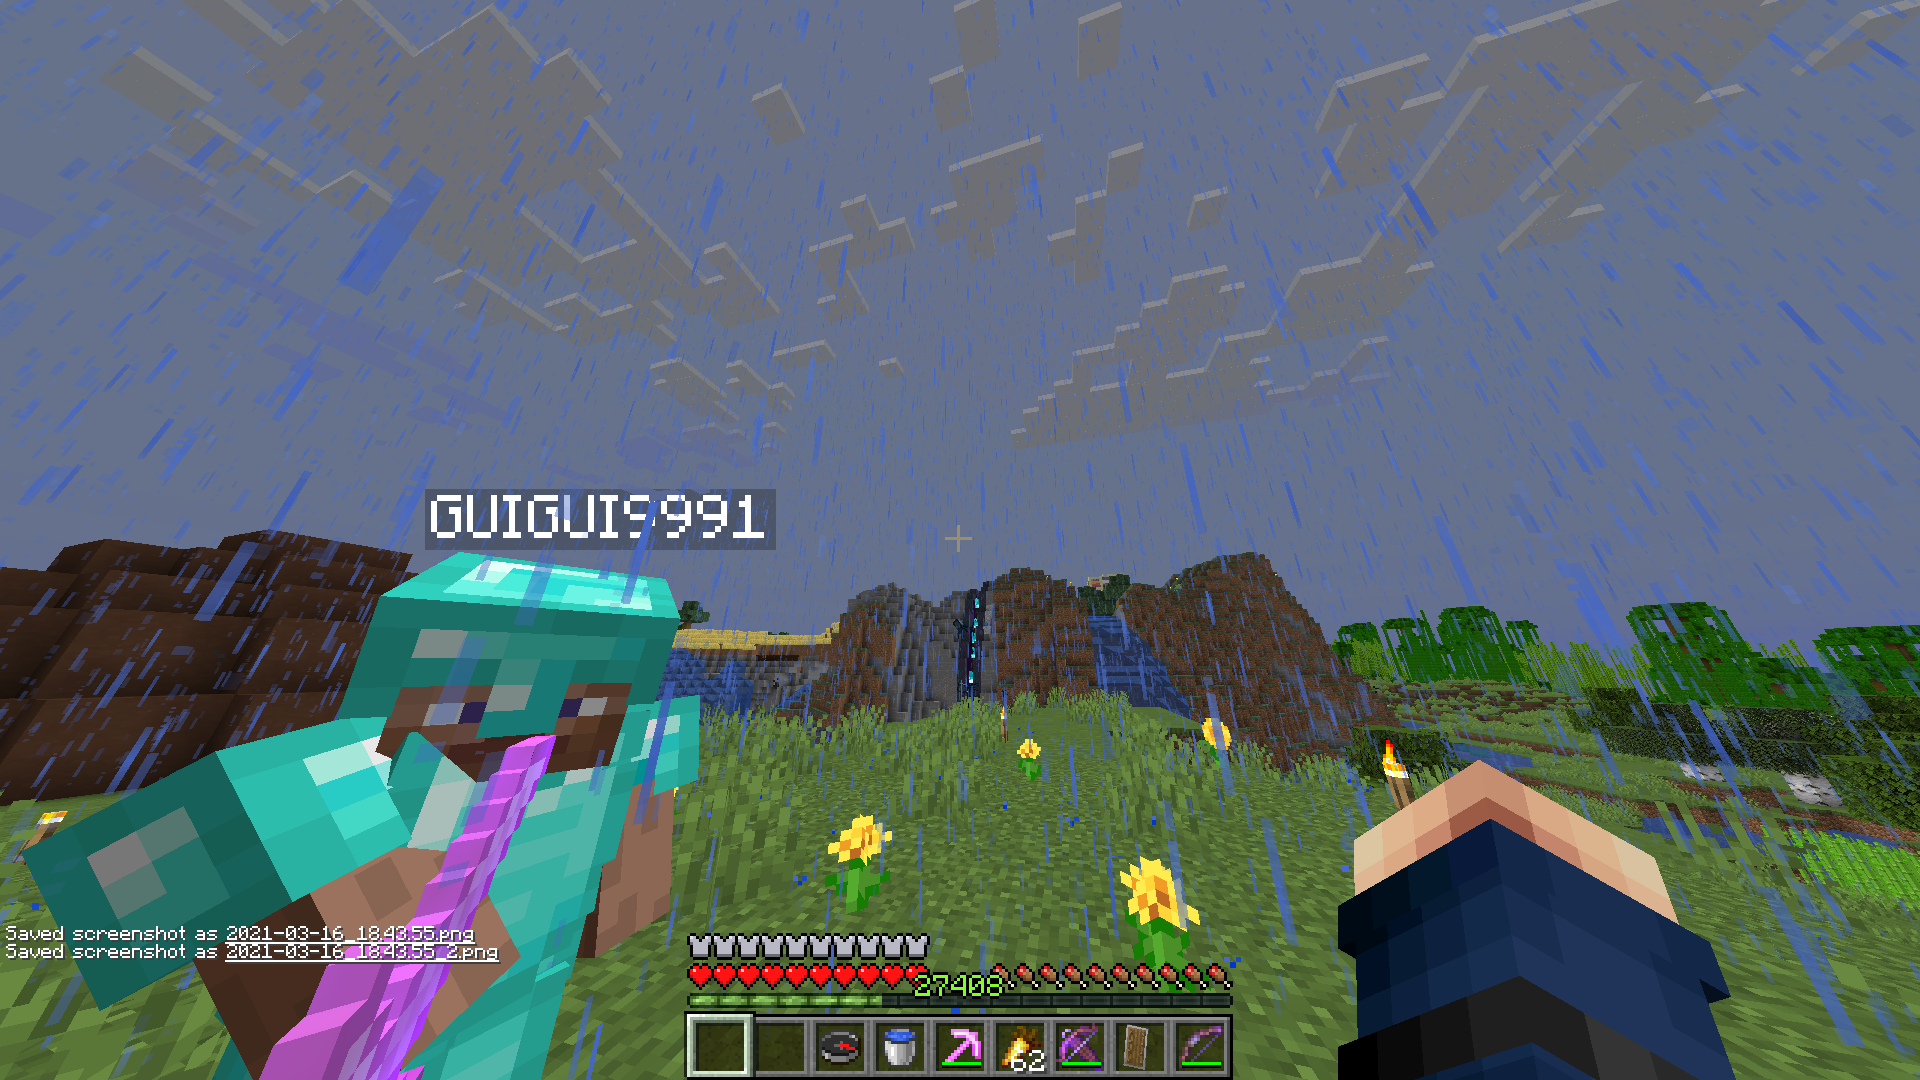 GUIGUI9991
Saved screenshot as 2021-03-16_18.43.55.png
Saved screenshot as 2021-03-16_18.43.55_2.png
27408
62